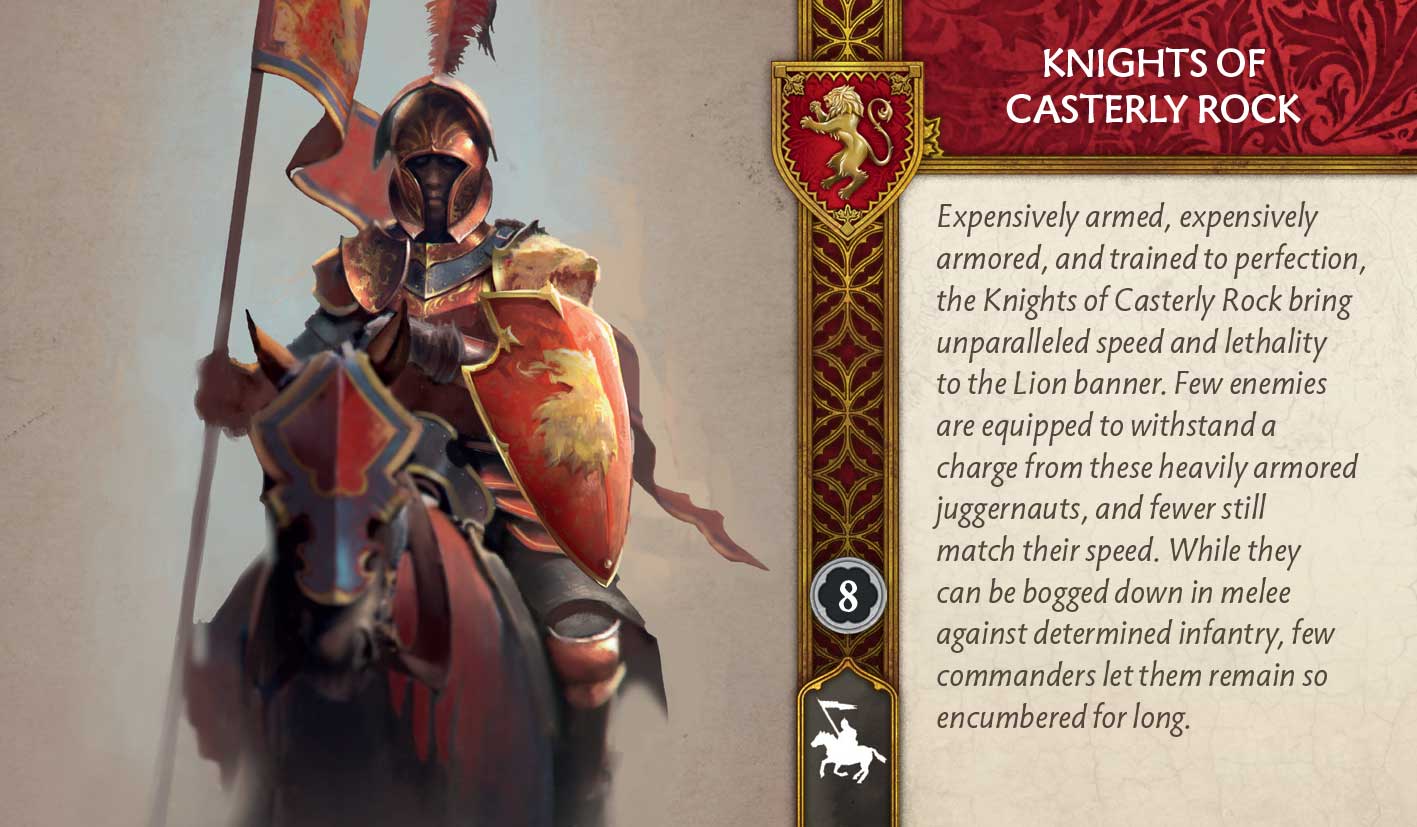 KNIGHTS OF
CASTERLY ROCK
Expensively armed, expensively
armored, and trained to perfection,
the Knights of Casterly Rock bring
unparalleled speed and lethality
to the Lion banner. Few enemies
are equipped to withstand a
charge from these heavily armored
juggernauts, and fewer still
match their speed. While they
can be bogged down in melee
against determined infantry, few
commanders let them remain so
encumbered for long.
8